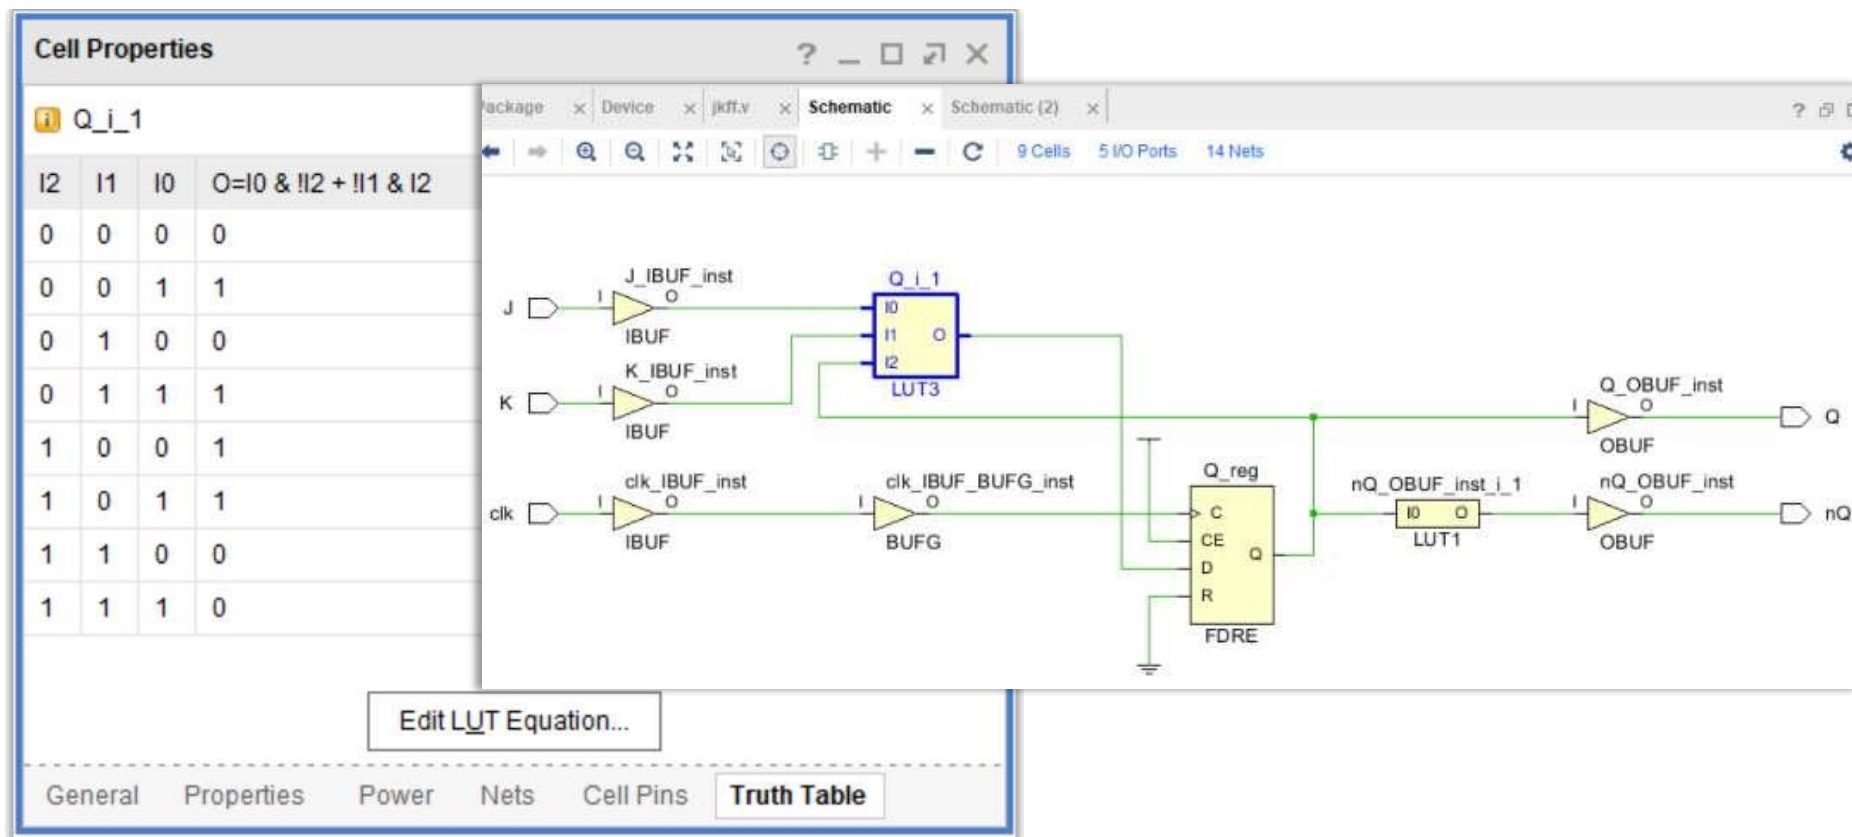 Cell Properties
Q_i_1
I2 I1 I0 O=I0 & !I2 + !I1 & I2
0 0 0 0
0 0 1 1
0 1 0 0
0 1 1 1
1 0 0 1
1 0 1 1
1 1 0 0
1 1 1 0
Edit LUT Equation...
General Properties Power Nets Cell Pins Truth Table
Device jkff.v Schematic Schematic (2)
9 Cells 5 I/O Ports 14 Nets
J_IBUF_inst
Q_i_1
J I O I0
IBUF I1 O
K_IBUF_inst I2
K I O LUT3
IBUF
Q_OBUF_inst
I O Q
OBUF
clk_IBUF_inst clk_IBUF_BUFG_inst Q_reg nQ_OBUF_inst_i_1 nQ_OBUF_inst
clk I O I O C I0 O I O nQ
IBUF BUFG CE Q LUT1 OBUF
D
R
FDRE